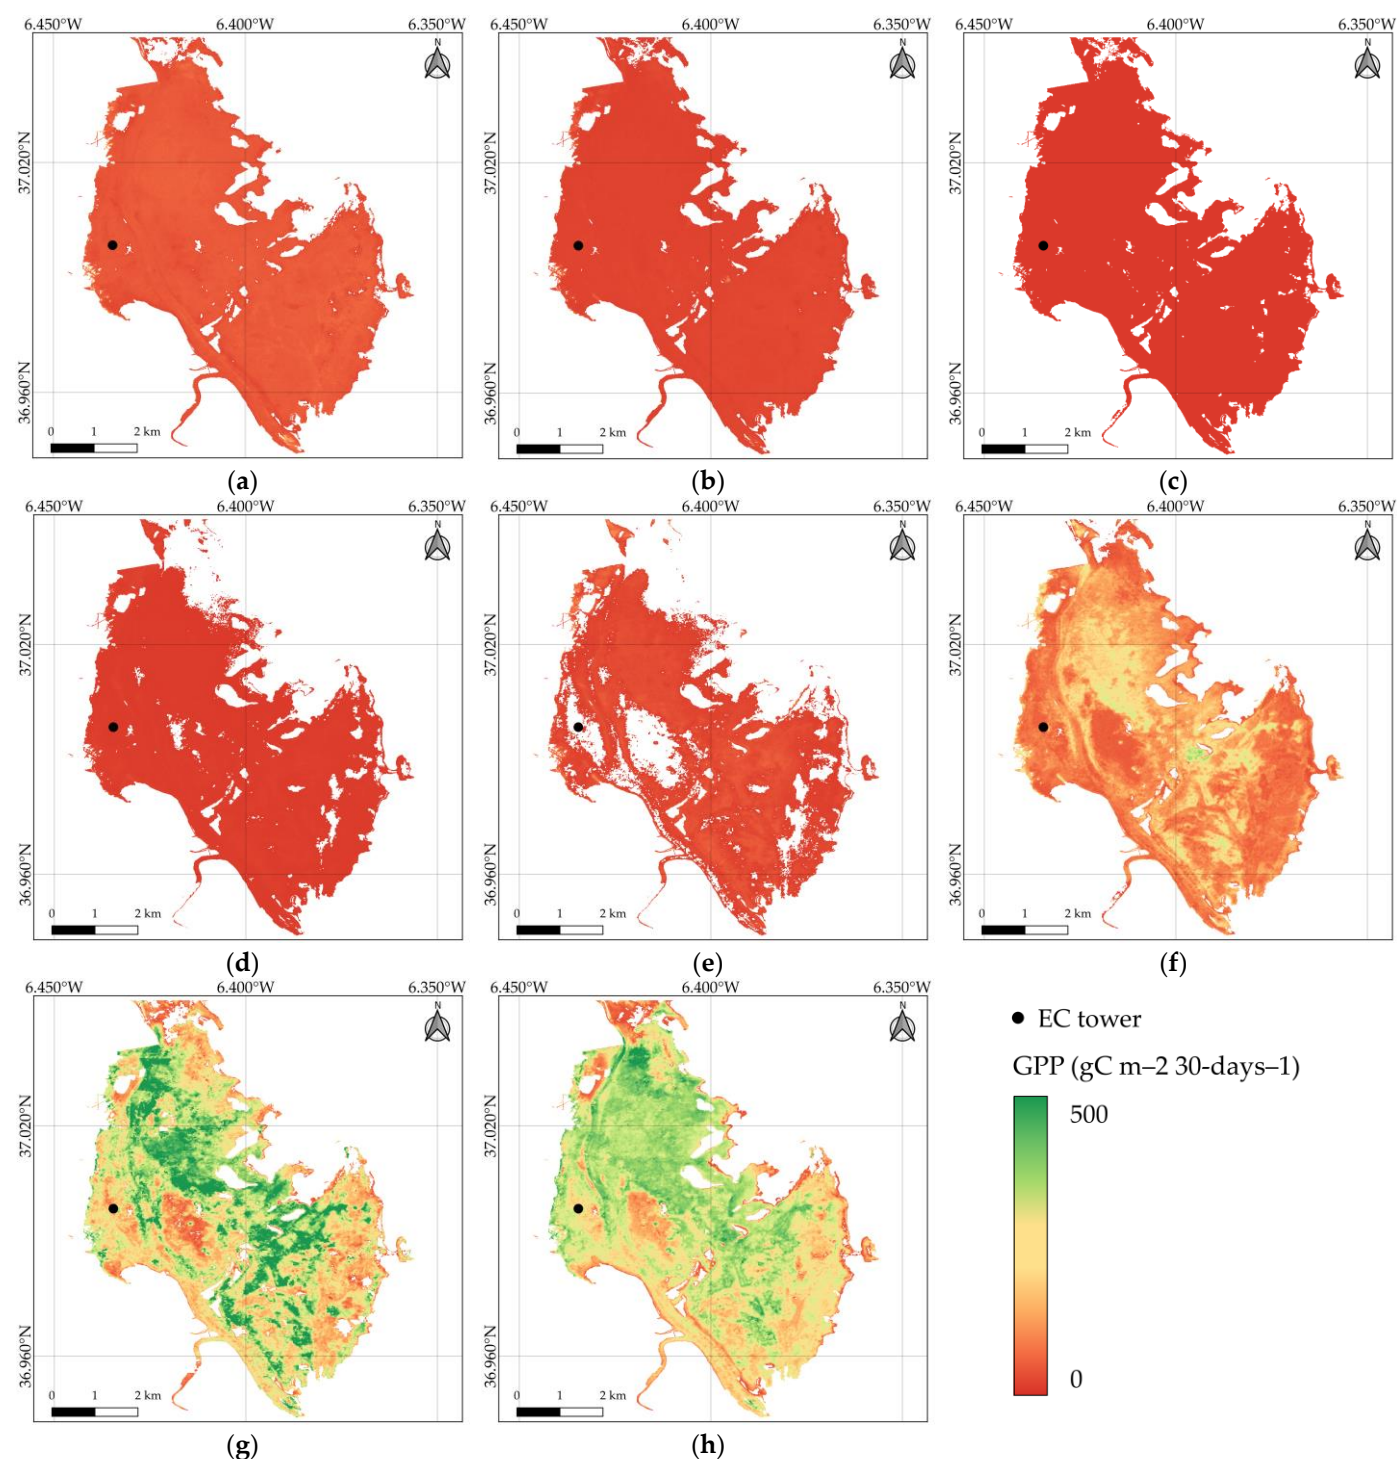 6.450°W 6.400°W 6.350°W 6.450°W 6.400°W 6.350°W 6.450°W 6.400°W 6.350°W
N N N
37.020°N 37.020°N 37.020°N
36.960°N 36.960°N 36.960°N
0 1 2 km 0 1 2 km 0 1 2 km
(a) (b) (c)
6.450°W 6.400°W 6.350°W 6.450°W 6.400°W 6.350°W 6.450°W 6.400°W 6.350°W
N N N
37.020°N 37.020°N 37.020°N
36.960°N 36.960°N 36.960°N
0 1 2 km 0 1 2 km 0 1 2 km
(d) (e) (f)
6.450°W 6.400°W 6.350°W 6.450°W 6.400°W 6.350°W
N N
EC tower
GPP (gC m–2 30-days–1)
500
37.020°N 37.020°N
36.960°N 36.960°N
0
0 1 2 km 0 1 2 km
(g) (h)